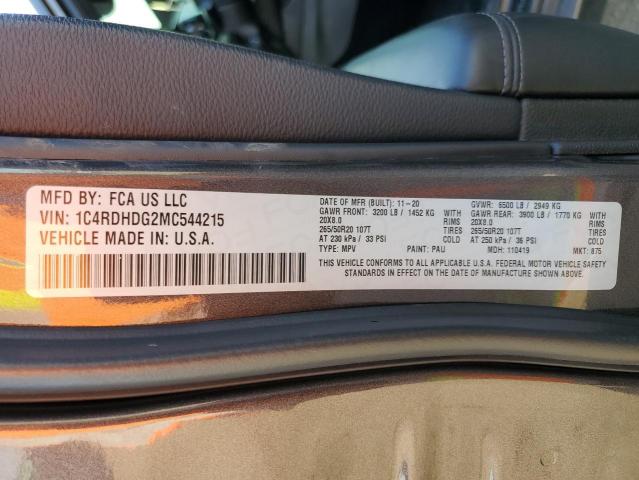 MFD BY: FCA US LLC
VIN: 1C4RDHDG2MC544215
VEHICLE MADE IN: U.S.A.
DATE OF MFR (BUILT): 11-20 GVWR: 6500 LB / 2949 KG
GAWR (FRONT): 3200 LB / 1452 KG WITH GAWR (REAR): 3900 LB / 1770 KG WITH
20X8.0 RIMS 20X8.0 RIMS
265/50R20 107T TIRES 265/50R20 107T TIRES
AT 230 kPa / 33 PSI COLD AT 250 kPa / 36 PSI COLD
TYPE: MPV PAINT: PAU MDH: 110419 MKT: 875
THIS VEHICLE CONFORMS TO ALL APPLICABLE U.S.A. FEDERAL MOTOR VEHICLE SAFETY
STANDARDS IN EFFECT ON THE DATE OF MANUFACTURE SHOWN ABOVE.